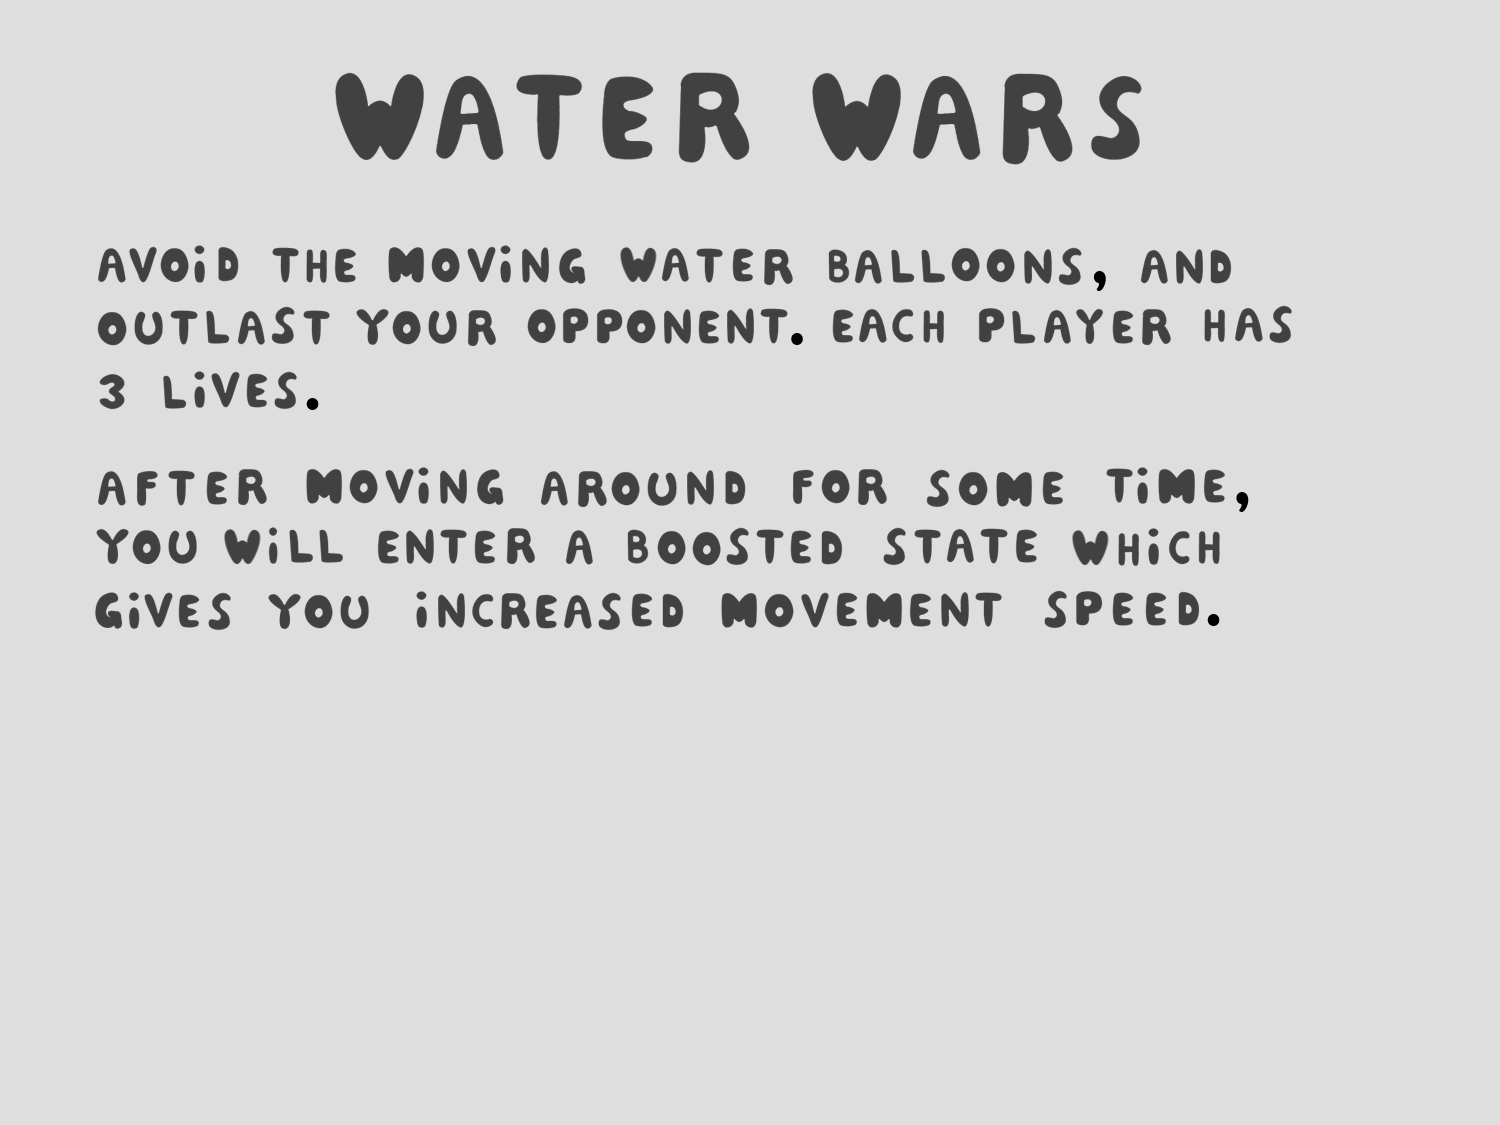 WATER WARS
AVOiD THE MOViNG WATER BALLOONS, AND
OUTLAST YOUR OPPONENT. EACH PLAYER HAS
3 LiVES.
AFTER MOViNG AROUND FOR SOME TiME,
YOU WiLL ENTER A BOOSTED STATE WHiCH
GiVES YOU iNCREASED MOVEMENT SPEED.